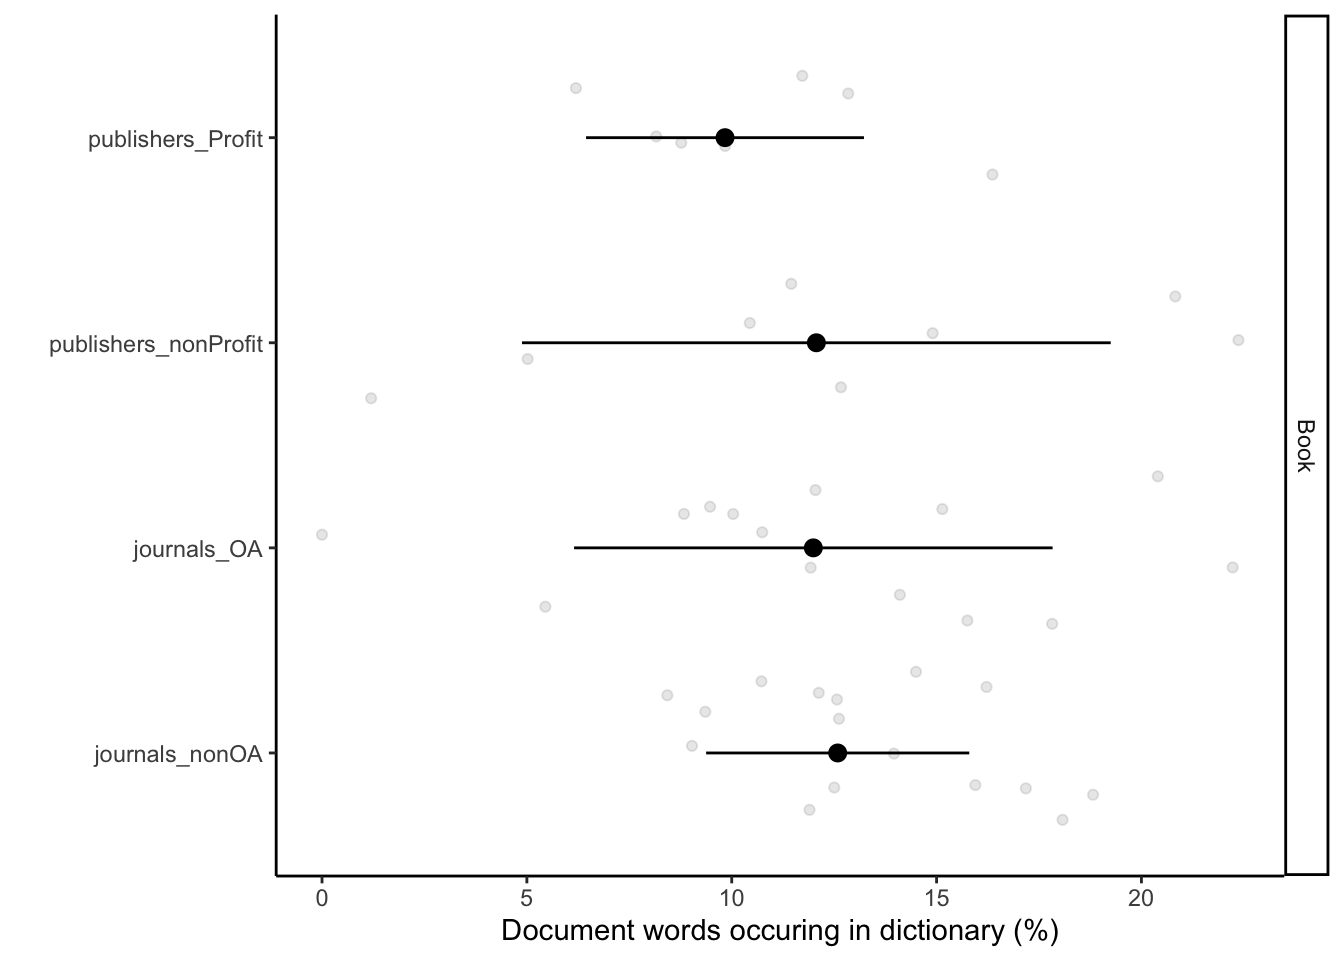 publishers_Profit
publishers_nonProfit
journals_OA
journals_nonOA
Book
0 5 10 15 20
Document words occuring in dictionary (%)